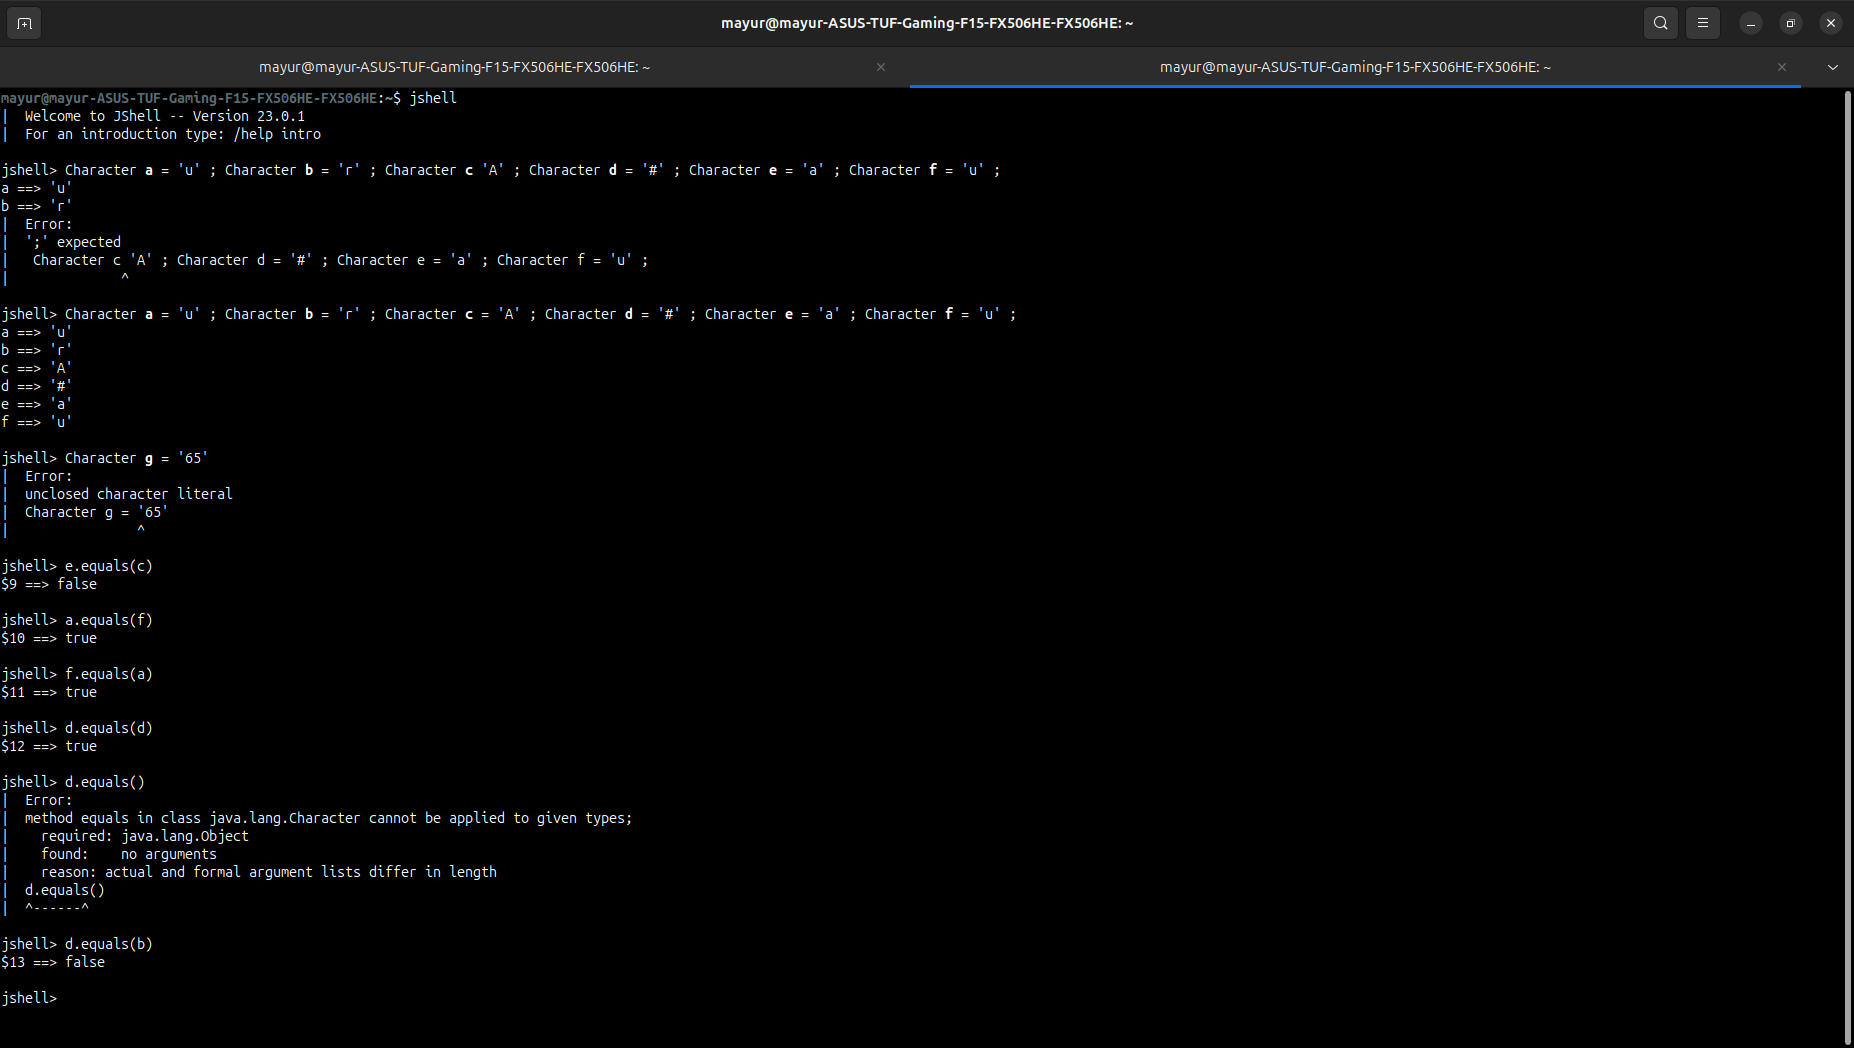 mayur@mayur-ASUS-TUF-Gaming-F15-FX506HE-FX506HE: ~
mayur@mayur-ASUS-TUF-Gaming-F15-FX506HE-FX506HE: ~
mayur@mayur-ASUS-TUF-Gaming-F15-FX506HE-FX506HE: ~
mayur@mayur-ASUS-TUF-Gaming-F15-FX506HE-FX506HE:~$ jshell
|  Welcome to JShell -- Version 23.0.1
|  For an introduction type: /help intro
jshell> Character a = 'u' ; Character b = 'r' ; Character c 'A' ; Character d = '#' ; Character e = 'a' ; Character f = 'u' ;
a ==> 'u'
b ==> 'r'
|  Error:
|  ';' expected
|   Character c 'A' ; Character d = '#' ; Character e = 'a' ; Character f = 'u' ;
|              ^
jshell> Character a = 'u' ; Character b = 'r' ; Character c = 'A' ; Character d = '#' ; Character e = 'a' ; Character f = 'u' ;
a ==> 'u'
b ==> 'r'
c ==> 'A'
d ==> '#'
e ==> 'a'
f ==> 'u'
jshell> Character g = '65'
|  Error:
|  unclosed character literal
|  Character g = '65'
|                ^
jshell> e.equals(c)
$9 ==> false
jshell> a.equals(f)
$10 ==> true
jshell> f.equals(a)
$11 ==> true
jshell> d.equals(d)
$12 ==> true
jshell> d.equals()
|  Error:
|  method equals in class java.lang.Character cannot be applied to given types;
|    required: java.lang.Object
|    found:    no arguments
|    reason: actual and formal argument lists differ in length
|  d.equals()
|  ^------^
jshell> d.equals(b)
$13 ==> false
jshell>